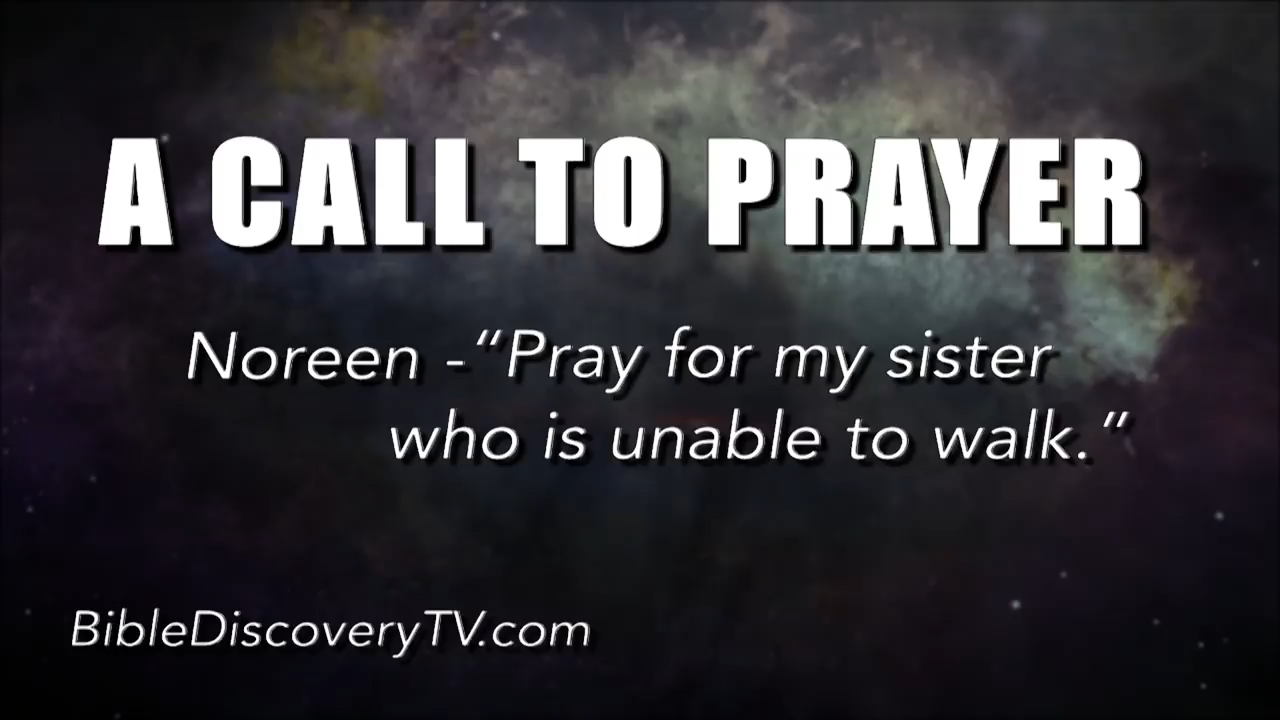 A CALL TO PRAYER
Noreen -“Pray for my sister
who is unable to walk.”
BibleDiscoveryTV.com